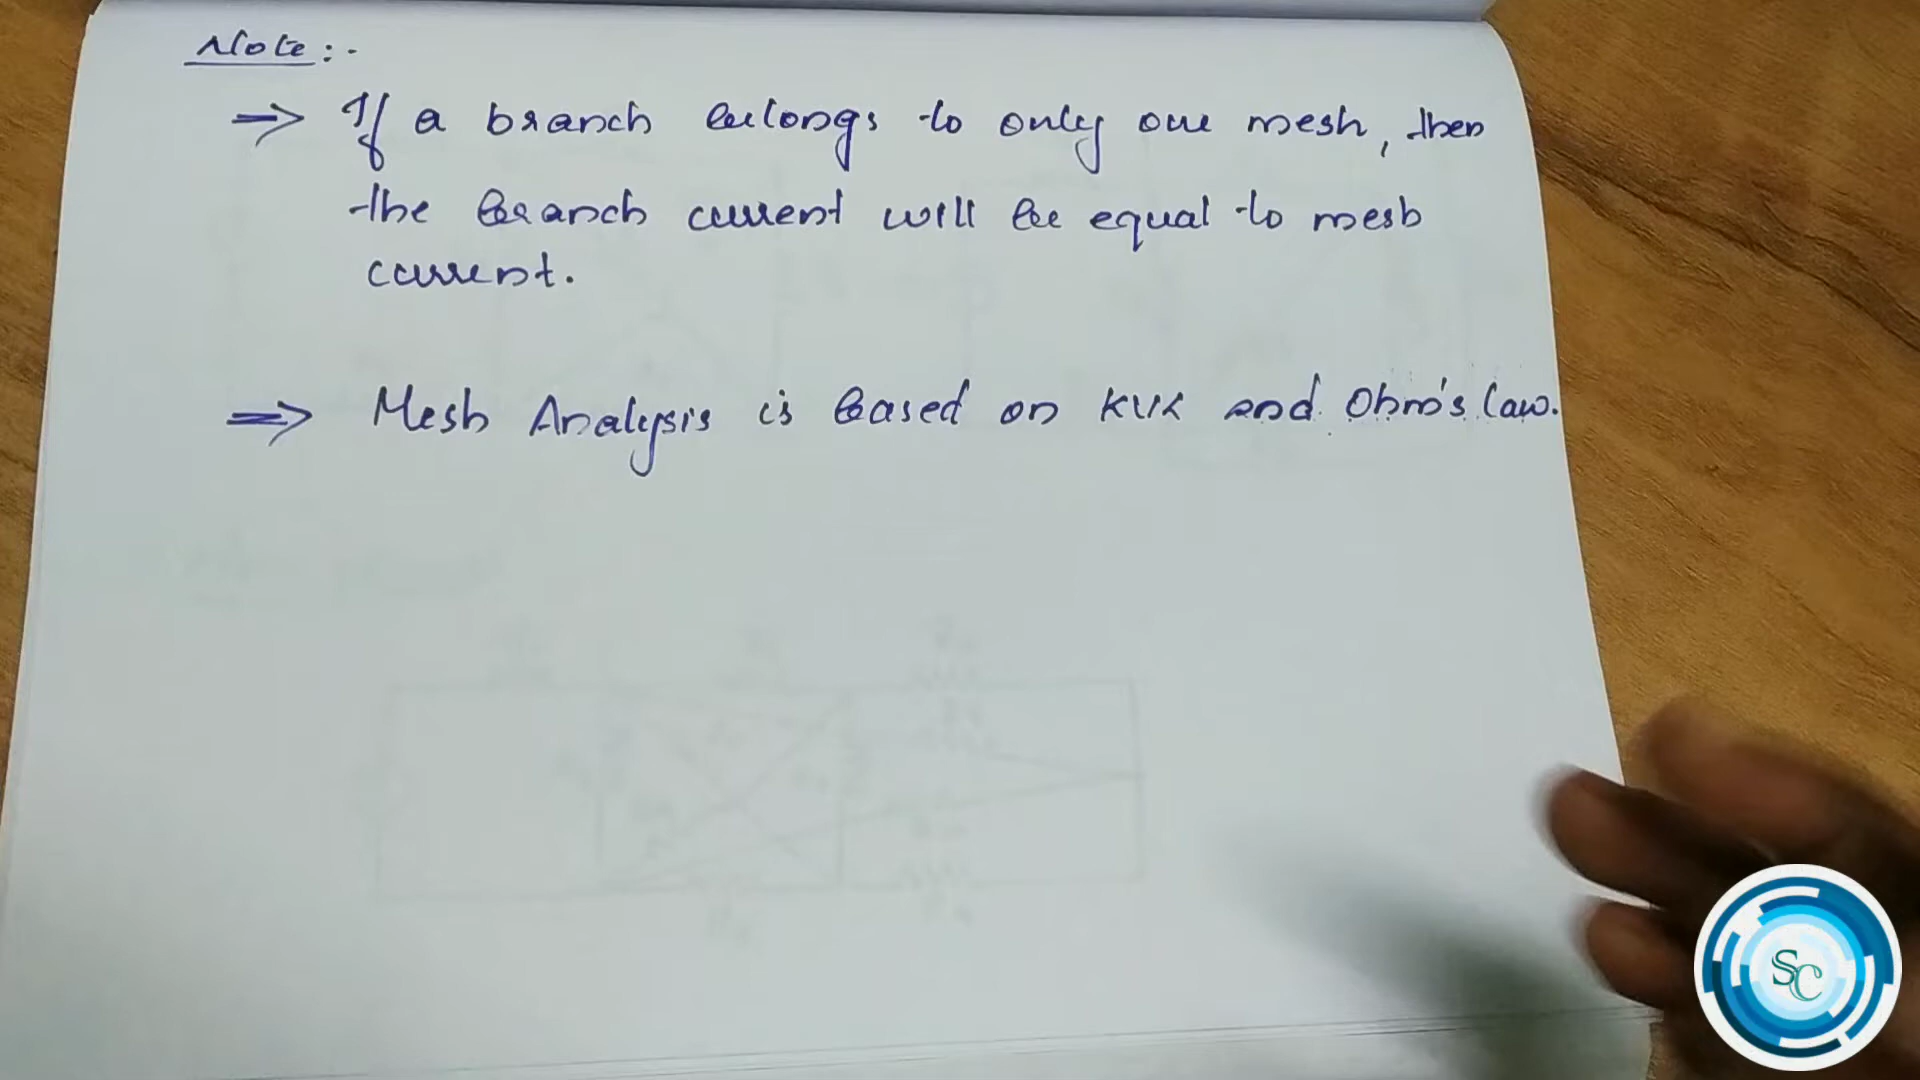 Note:-
⇒ If a branch belongs to only one mesh, then
the branch current will be equal to mesh
current.
⇒ Mesh Analysis is based on KVL and Ohm's law.
SC